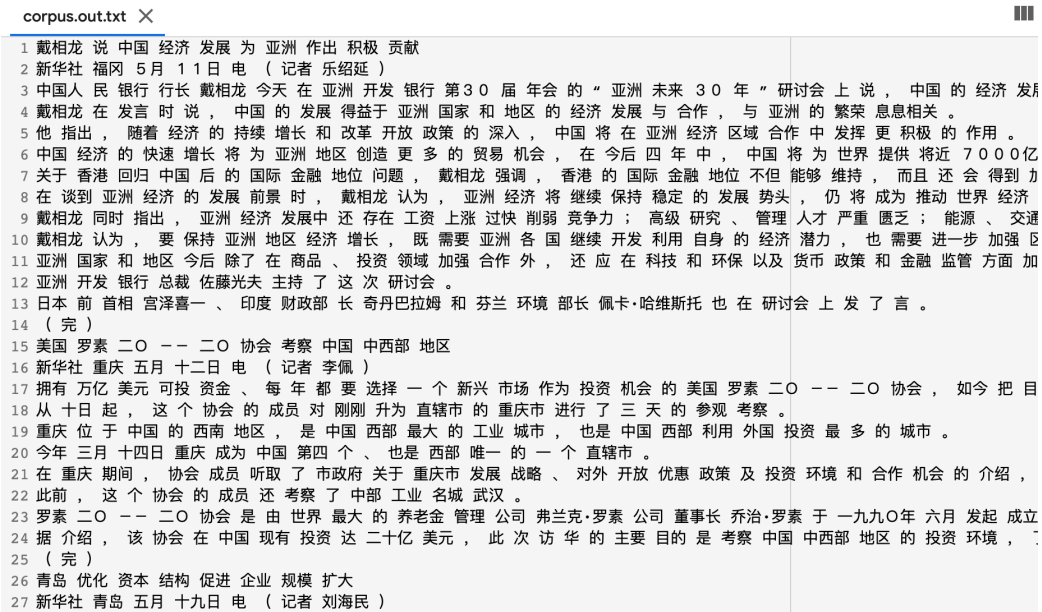 corpus.out.txt
1 戴相龙 说 中国 经济 发展 为 亚洲 作出 积极 贡献
2 新华社 福冈 ５月 １１日 电 （ 记者 乐绍延 ）
3 中国人 民 银行 行长 戴相龙 今天 在 亚洲 开发 银行 第３０ 届 年会 的 “ 亚洲 未来 ３０ 年 ” 研讨会 上 说 ， 中国 的 经济
4 戴相龙 在 发言 时 说 ， 中国 的 发展 得益于 亚洲 国家 和 地区 的 经济 发展 与 合作 ， 与 亚洲 的 繁荣 息息相关 。
5 他 指出 ， 随着 经济 的 持续 增长 和 改革 开放 政策 的 深入 ， 中国 将 在 亚洲 经济 区域 合作 中 发挥 更 积极 的 作用 。
6 中国 经济 的 快速 增长 将 为 亚洲 地区 创造 更 多 的 贸易 机会 ， 在 今后 四 年 中 ， 中国 将 为 世界 提供 将近 ７０００亿
7 关于 香港 回归 中国 后 的 国际 金融 地位 问题 ， 戴相龙 强调 ， 香港 的 国际 金融 地位 不但 能够 维持 ， 而且 还 会 得到
8 在 谈到 亚洲 经济 的 发展 前景 时 ， 戴相龙 认为 ， 亚洲 经济 将 继续 保持 稳定 的 发展 势头 ， 仍 将 成为 推动 世界 经济
9 戴相龙 同时 指出 ， 亚洲 经济 发展中 还 存在 工资 上涨 过快 削弱 竞争力 ； 高级 研究 、 管理 人才 严重 匮乏 ； 能源 、 交通
10 戴相龙 认为 ， 要 保持 亚洲 地区 经济 增长 ， 既 需要 亚洲 各 国 继续 开发 利用 自身 的 经济 潜力 ， 也 需要 进一步 加强
11 亚洲 国家 和 地区 今后 除了 在 商品 、 投资 领域 加强 合作 外 ， 还 应 在 科技 和 环保 以及 货币 政策 和 金融 监管 方面 加
12 亚洲 开发 银行 总裁 佐藤光夫 主持 了 这 次 研讨会 。
13 日本 前 首相 宫泽喜一 、 印度 财政部 长 奇丹巴拉姆 和 芬兰 环境 部长 佩卡·哈维斯托 也 在 研讨会 上 发 了 言 。
14 （ 完 ）
15 美国 罗素 二○ －－ 二○ 协会 考察 中国 中西部 地区
16 新华社 重庆 五月 十二日 电 （ 记者 李佩 ）
17 拥有 万亿 美元 可投 资金 、 每 年 都 要 选择 一 个 新兴 市场 作为 投资 机会 的 美国 罗素 二○ －－ 二○ 协会 ， 如今 把 目
18 从 十日 起 ， 这 个 协会 的 成员 对 刚刚 升为 直辖市 的 重庆市 进行 了 三 天 的 参观 考察 。
19 重庆 位 于 中国 的 西南 地区 ， 是 中国 西部 最大 的 工业 城市 ， 也是 中国 西部 利用 外国 投资 最 多 的 城市 。
20 今年 三月 十四日 重庆 成为 中国 第四 个 、 也是 西部 唯一 的 一 个 直辖市 。
21 在 重庆 期间 ， 协会 成员 听取 了 市政府 关于 重庆市 发展 战略 、 对外 开放 优惠 政策 及 投资 环境 和 合作 机会 的 介绍 ，
22 此前 ， 这 个 协会 的 成员 还 考察 了 中部 工业 名城 武汉 。
23 罗素 二○ －－ 二○ 协会 是 由 世界 最大 的 养老金 管理 公司 弗兰克·罗素 公司 董事长 乔治·罗素 于 一九九○年 六月 发起 成立
24 据 介绍 ， 该 协会 在 中国 现有 投资 达 二十亿 美元 ， 此 次 访 华 的 主要 目的 是 考察 中国 中西部 地区 的 投资 环境 ，
25 （ 完 ）
26 青岛 优化 资本 结构 促进 企业 规模 扩大
27 新华社 青岛 五月 十九日 电 （ 记者 刘海民 ）